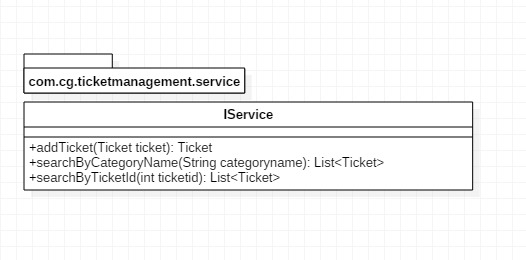 com.cg.ticketmanagement.service
IService
+addTicket(Ticket ticket): Ticket
+searchByCategoryName(String categoryname): List<Ticket>
+searchByTicketId(int ticketid): List<Ticket>